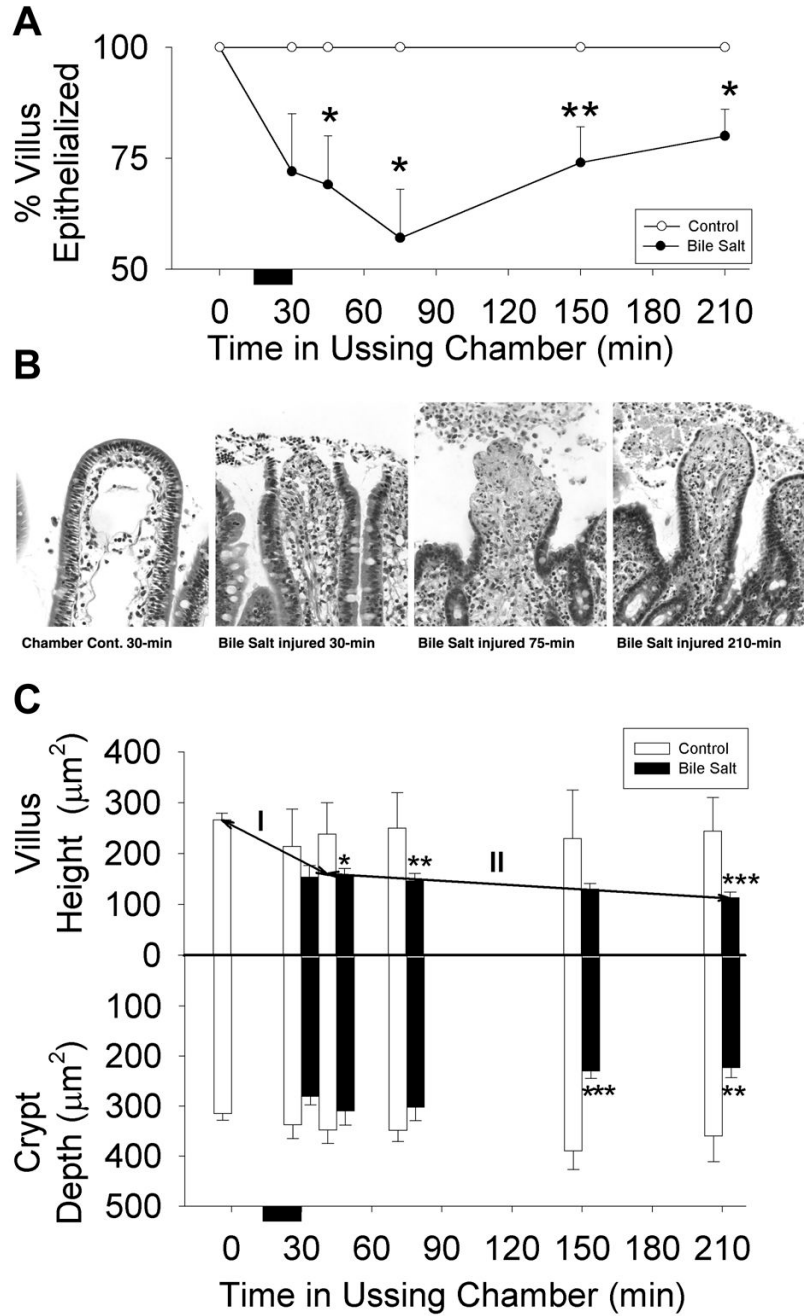 A
100
75
50
% Villus
Epithelialized
*
*
**
*
Control
Bile Salt
0 30 60 90 120 150 180 210
Time in Ussing Chamber (min)
B
Chamber Cont. 30-min
Bile Salt injured 30-min
Bile Salt injured 75-min
Bile Salt injured 210-min
C
Villus
Height (μm²)
400
300
200
100
0
100
200
300
400
500
Crypt
Depth (μm²)
Control
Bile Salt
I
II
*
**
***
***
**
0 30 60 90 120 150 180 210
Time in Ussing Chamber (min)